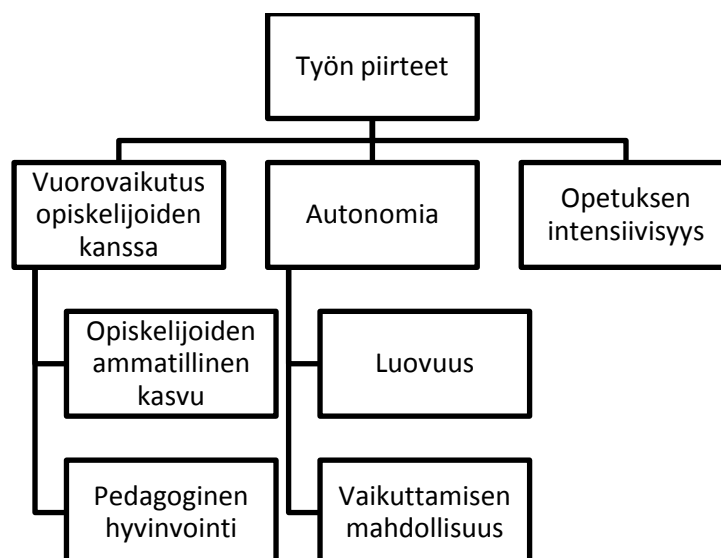 Työn piirteet
Vuorovaikutus
opiskelijoiden
kanssa
Autonomia
Opetuksen
intensiivisyys
Opiskelijoiden
ammatillinen
kasvu
Luovuus
Pedagoginen
hyvinvointi
Vaikuttamisen
mahdollisuus